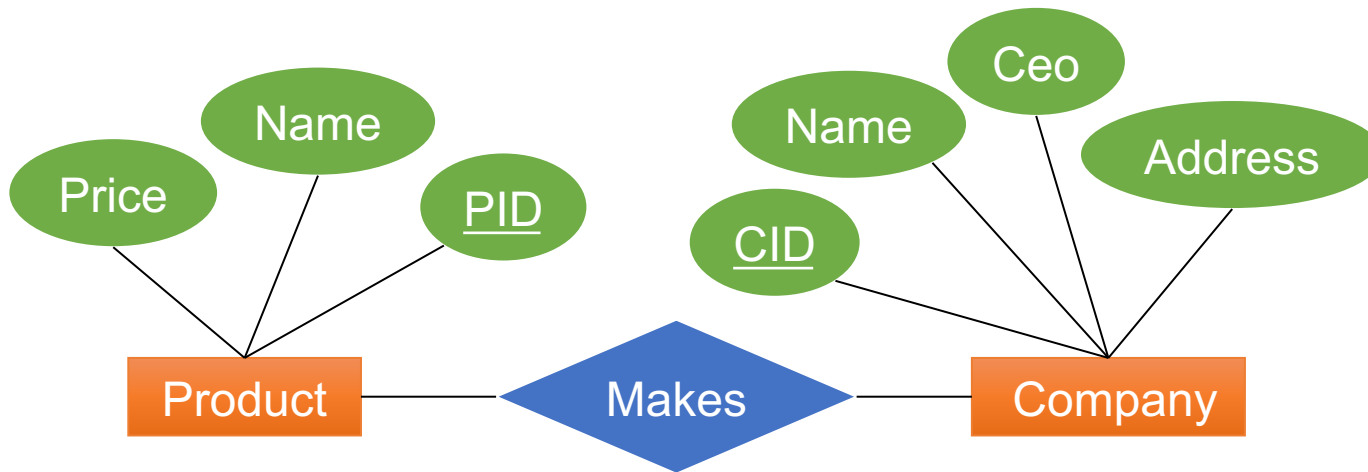 Ceo
Name
Name
Address
Price
PID
CID
Product
Makes
Company